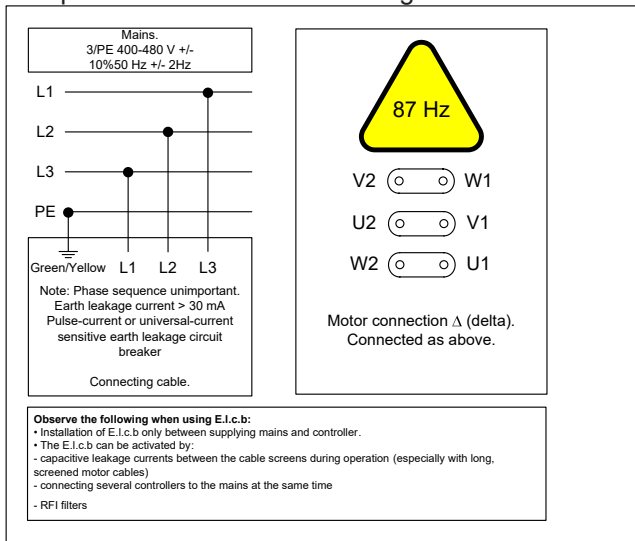 Mains.
3/PE 400-480 V +/-
10%50 Hz +/- 2Hz
L1
L2
L3
PE
Green/Yellow L1 L2 L3
Note: Phase sequence unimportant.
Earth leakage current > 30 mA
Pulse-current or universal-current
sensitive earth leakage circuit
breaker
Connecting cable.
87 Hz
V2 W1
U2 V1
W2 U1
Motor connection Δ (delta).
Connected as above.
Observe the following when using E.l.c.b:
• Installation of E.l.c.b only between supplying mains and controller.
• The E.l.c.b can be activated by:
- capacitive leakage currents between the cable screens during operation (especially with long,
screened motor cables)
- connecting several controllers to the mains at the same time
- RFI filters